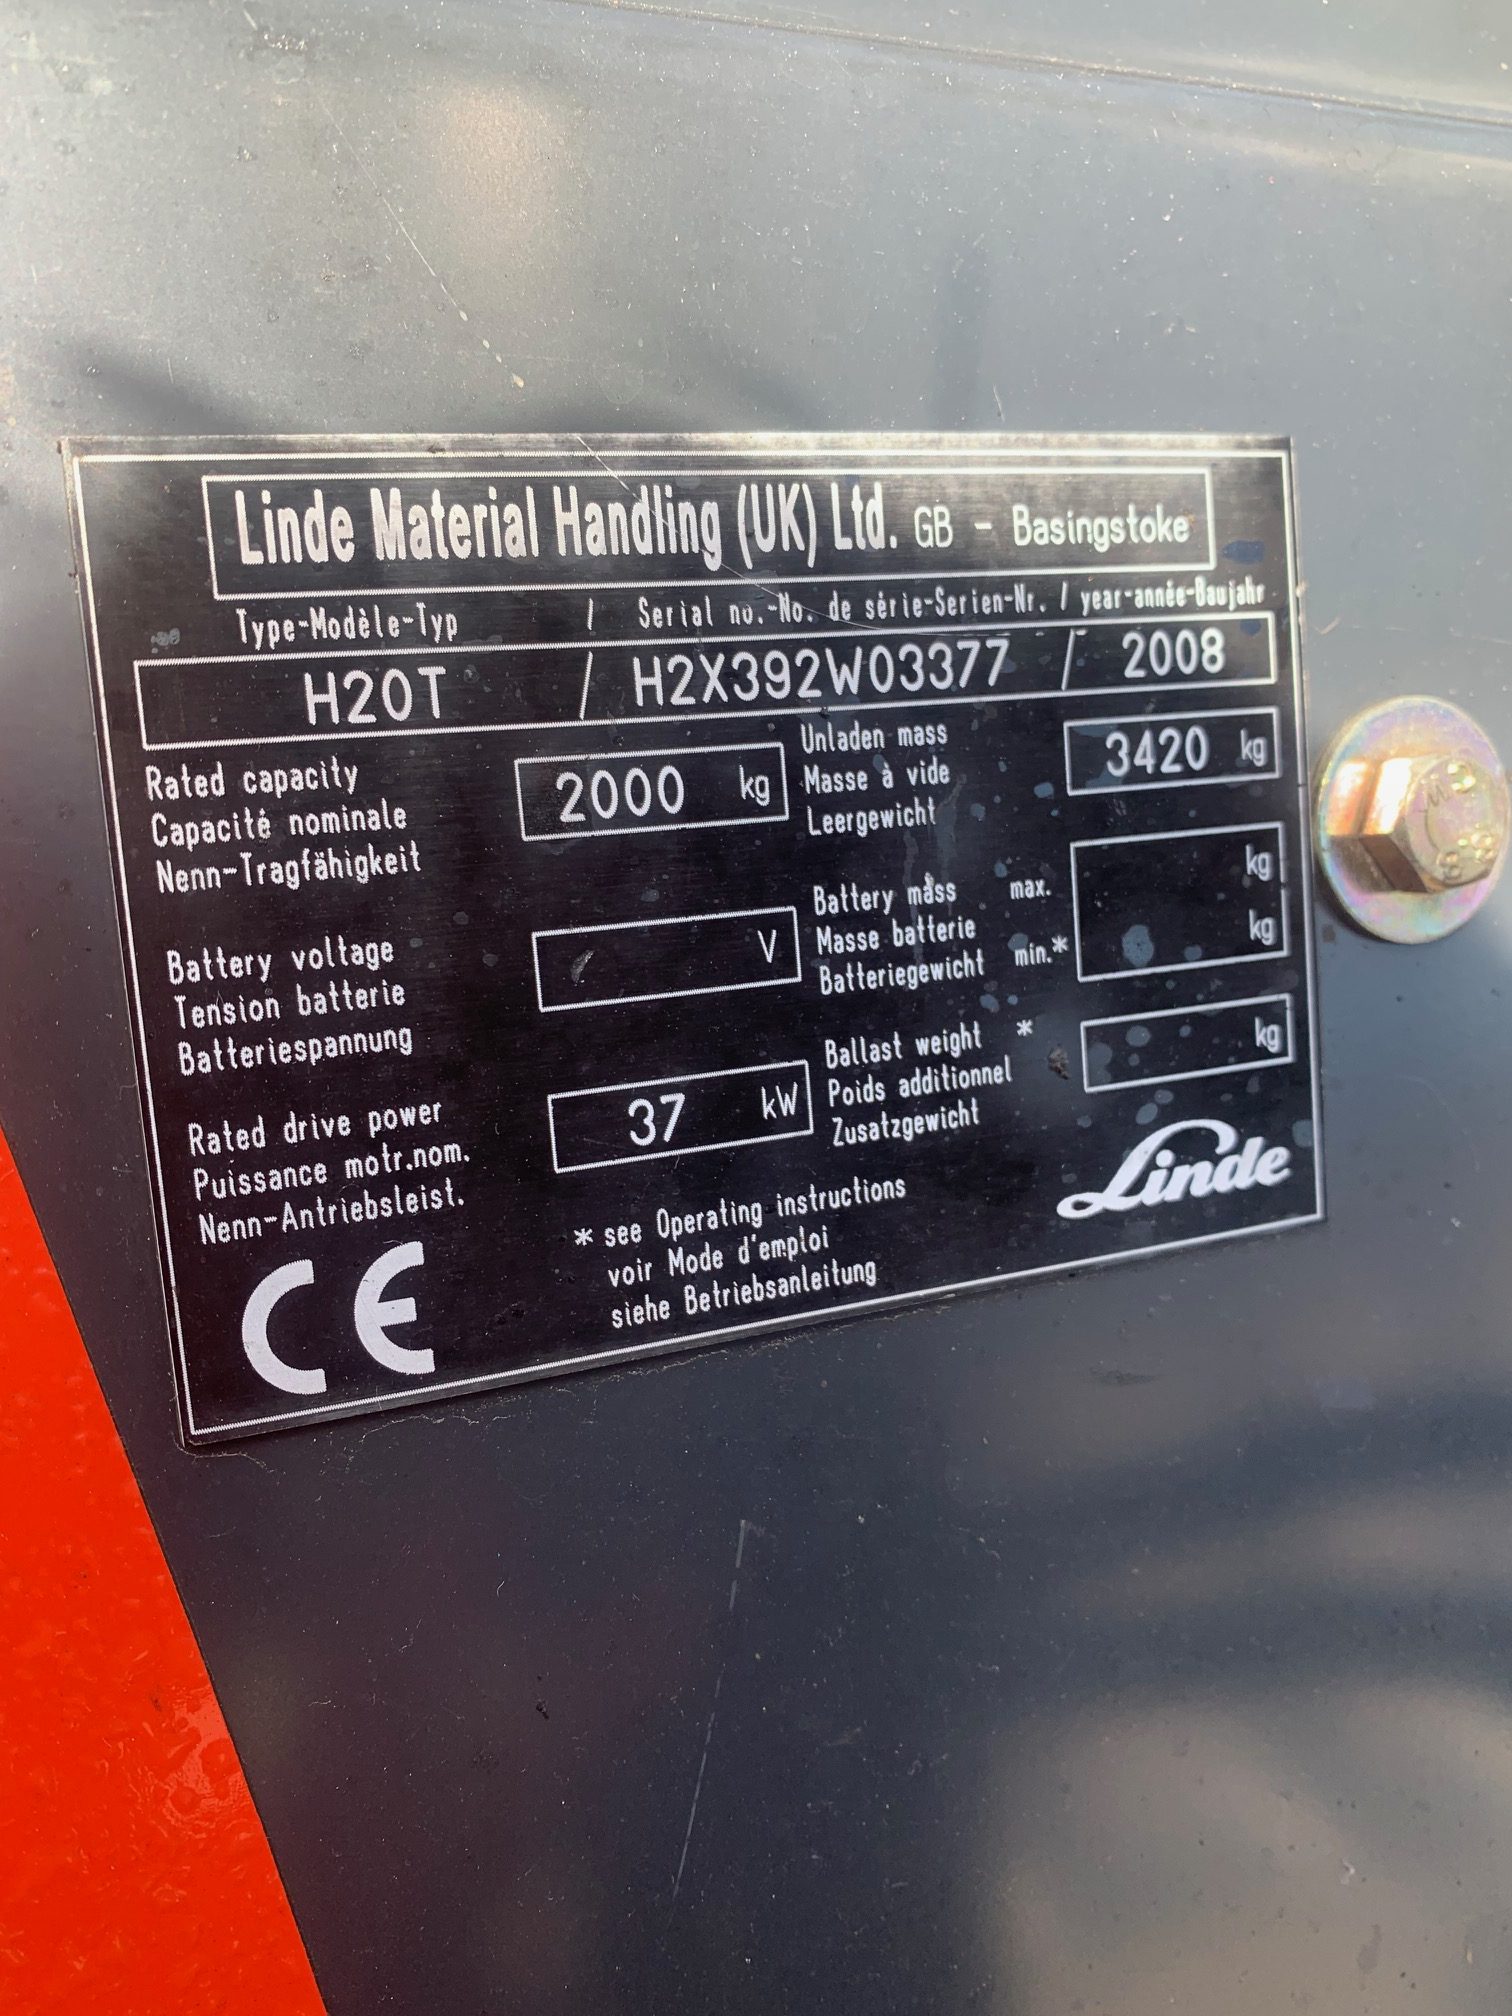 Linde Material Handling (UK) Ltd. GB - Basingstoke
Type-Modèle-Typ / Serial no.-No. de série-Serien-Nr. / year-année-Baujahr
H20T / H2X392W03377 / 2008
Rated capacity
Capacité nominale
Nenn-Tragfähigkeit
2000 kg
Unladen mass
Masse à vide
Leergewicht
3420 kg
Battery voltage
Tension batterie
Batteriespannung
V
Battery mass max.
Masse batterie
Batteriegewicht min.*
kg
kg
Rated drive power
Puissance motr.nom.
Nenn-Antriebsleist.
37 kW
Ballast weight *
Poids additionnel
Zusatzgewicht
kg
CE
* see Operating instructions
voir Mode d'emploi
siehe Betriebsanleitung
Linde